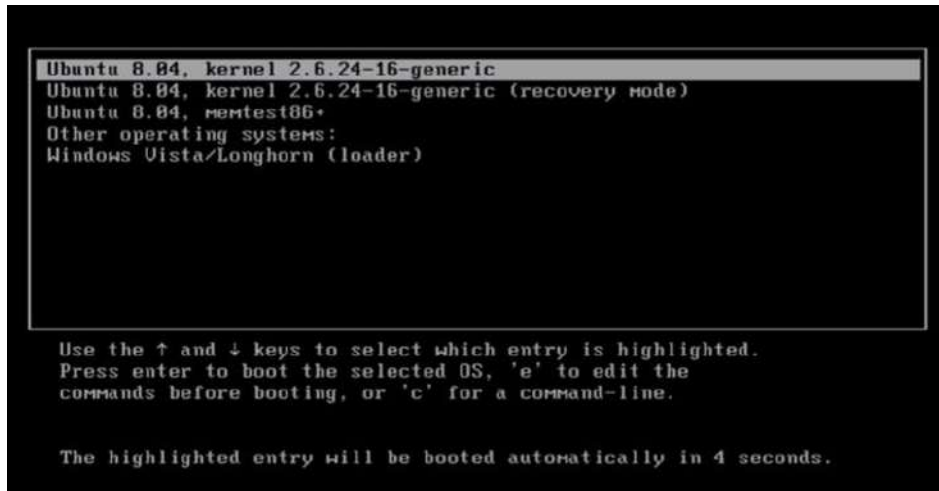 Ubuntu 8.04, kernel 2.6.24-16-generic
Ubuntu 8.04, kernel 2.6.24-16-generic (recovery mode)
Ubuntu 8.04, memtest86+
Other operating systems:
Windows Vista/Longhorn (loader)
Use the ↑ and ↓ keys to select which entry is highlighted.
Press enter to boot the selected OS, 'e' to edit the
commands before booting, or 'c' for a command-line.
The highlighted entry will be booted automatically in 4 seconds.